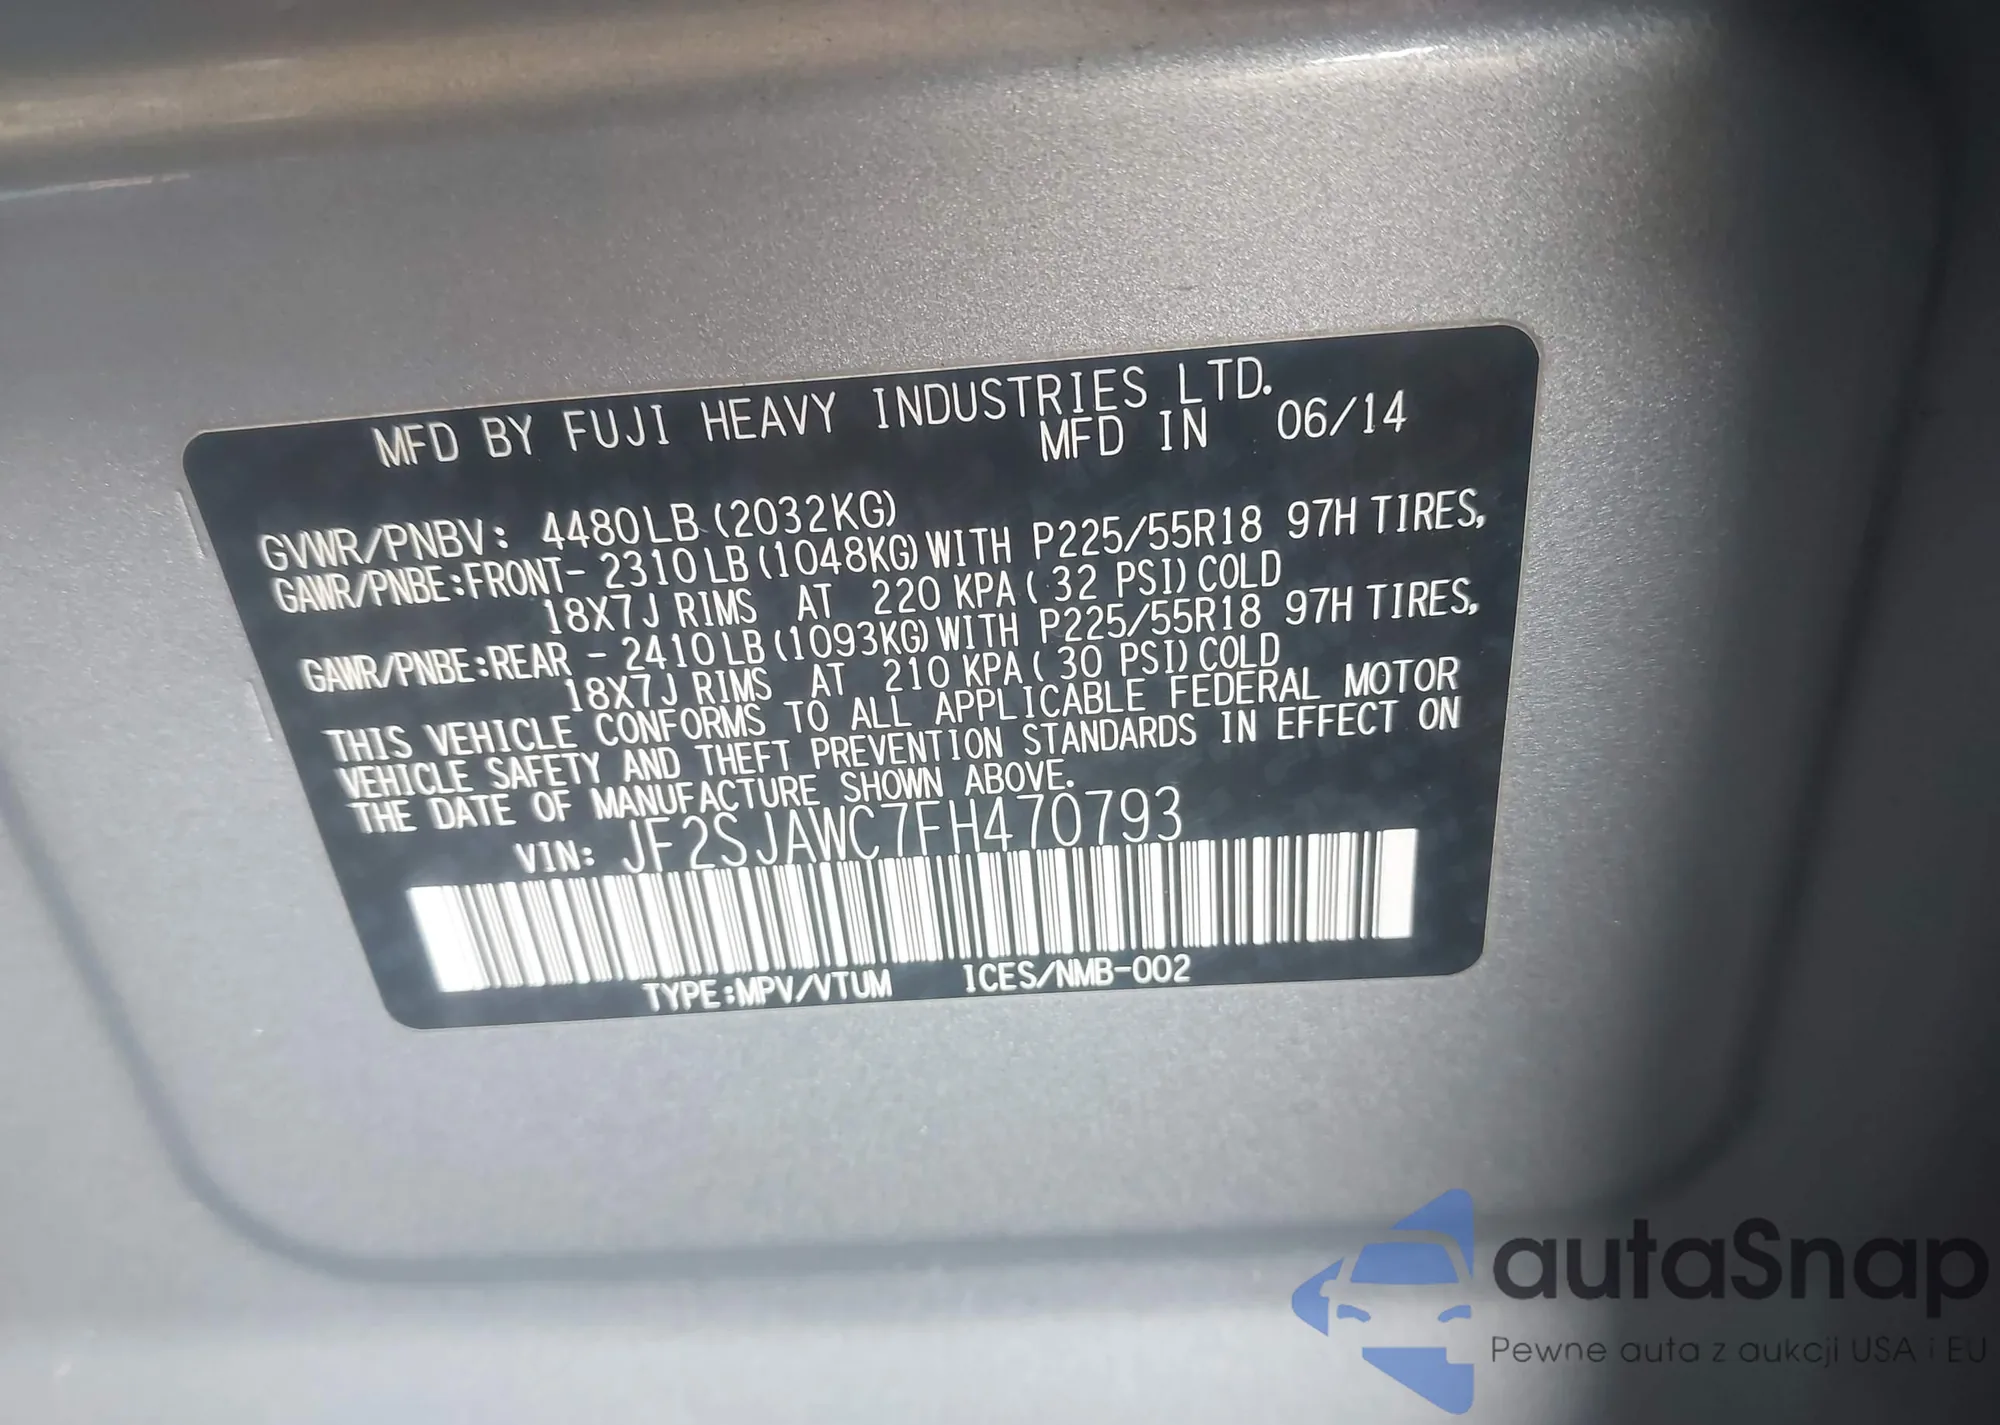 MFD BY FUJI HEAVY INDUSTRIES LTD.
MFD IN 06/14
GVWR/PNBV: 4480LB (2032KG)
GAWR/PNBE:FRONT- 2310LB (1048KG) WITH P225/55R18 97H TIRES,
18X7J RIMS AT 220 KPA ( 32 PSI) COLD
GAWR/PNBE:REAR - 2410LB (1093KG) WITH P225/55R18 97H TIRES,
18X7J RIMS AT 210 KPA ( 30 PSI) COLD
THIS VEHICLE CONFORMS TO ALL APPLICABLE FEDERAL MOTOR
VEHICLE SAFETY AND THEFT PREVENTION STANDARDS IN EFFECT ON
THE DATE OF MANUFACTURE SHOWN ABOVE.
VIN: JF2SJAWC7FH470793
TYPE:MPV/VTUM ICES/NMB-002
autaSnap
Pewne auta z aukcji USA i EU